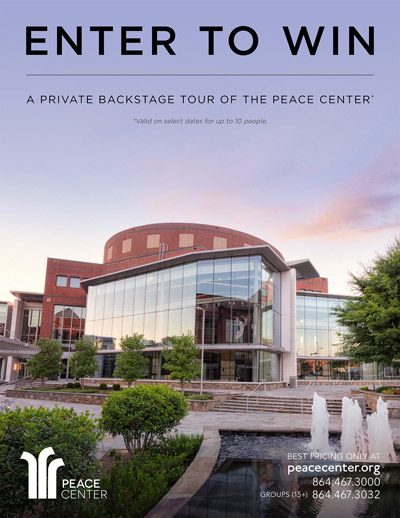 ENTER TO WIN
A PRIVATE BACKSTAGE TOUR OF THE PEACE CENTER*
*Valid on select dates for up to 10 people.
PEACE
CENTER
BEST PRICING ONLY AT
peacecenter.org
864.467.3000
GROUPS (15+) 864.467.3032